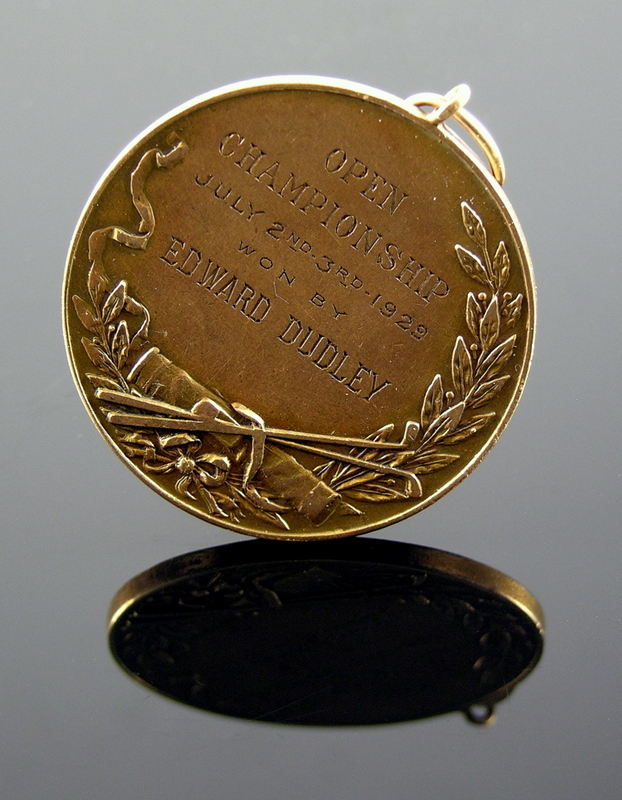 OPEN
CHAMPIONSHIP
JULY 2ND-3RD-1929
WON BY
EDWARD DUDLEY